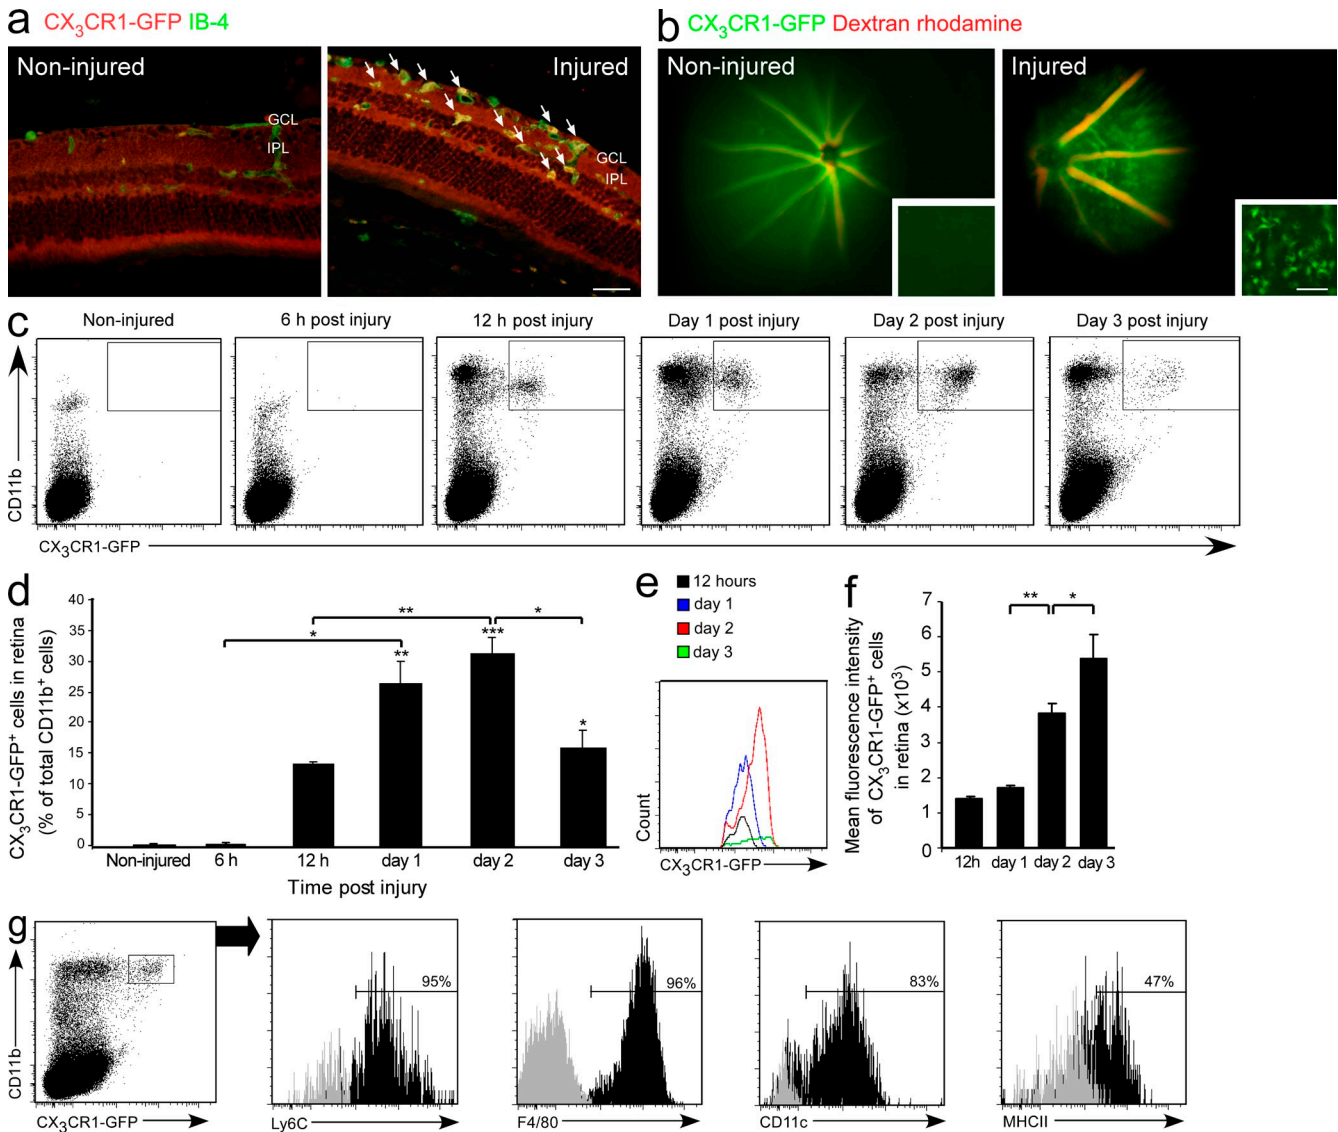 a CX3CR1-GFP IB-4
Non-injured
GCL
IPL
Injured
GCL
IPL
b CX3CR1-GFP Dextran rhodamine
Non-injured
Injured
c
Non-injured
6 h post injury
12 h post injury
Day 1 post injury
Day 2 post injury
Day 3 post injury
CD11b
CX3CR1-GFP
d
CX3CR1-GFP+ cells in retina
(% of total CD11b+ cells)
40
35
30
25
20
15
10
5
0
*
**
*
**
***
*
Non-injured
6 h
12 h
day 1
day 2
day 3
Time post injury
e
12 hours
day 1
day 2
day 3
Count
CX3CR1-GFP
f
Mean fluorescence intensity
of CX3CR1-GFP+ cells
in retina (x103)
7
6
5
4
3
2
1
0
**
*
12h
day 1
day 2
day 3
g
CD11b
CX3CR1-GFP
95%
Ly6C
96%
F4/80
83%
CD11c
47%
MHCII